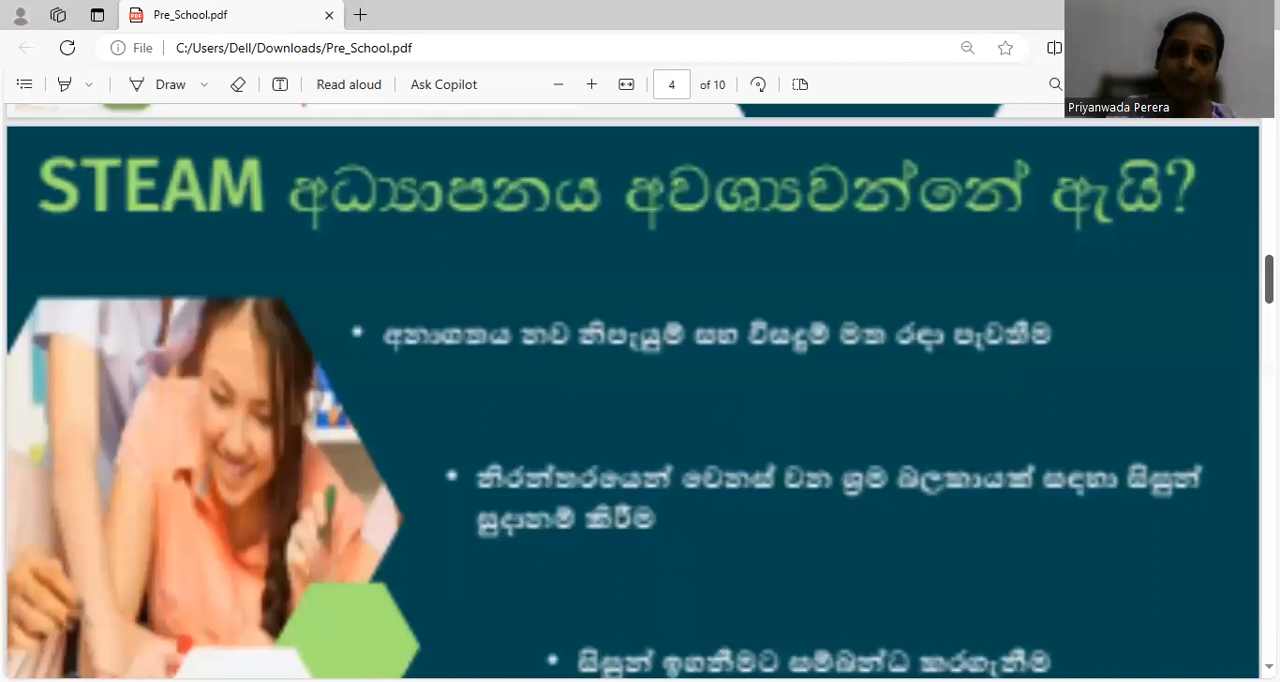 Pre_School.pdf
File
C:/Users/Dell/Downloads/Pre_School.pdf
Draw
Read aloud
Ask Copilot
4 of 10
Priyanwada Perera
STEAM අධ්‍යාපනය අවශ්‍යවන්නේ ඇයි?
• අනාගතය නව නිපැයුම් සහ විසදුම් මත රඳා පැවතීම
• නිරන්තරයෙන් වෙනස් වන ශ්‍රම බලකායක් සඳහා සිසුන්
සුදානම් කිරීම
• සිසුන් ඉගනීමට සම්බන්ධ කරගැනීම